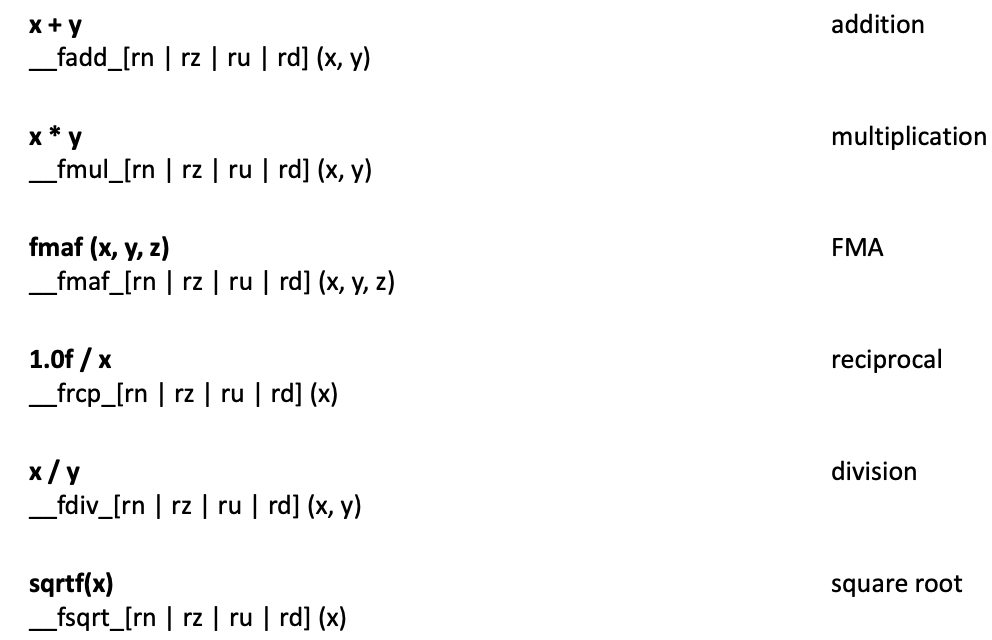 x + y addition
__fadd_[rn | rz | ru | rd] (x, y)
x * y multiplication
__fmul_[rn | rz | ru | rd] (x, y)
fmaf (x, y, z) FMA
__fmaf_[rn | rz | ru | rd] (x, y, z)
1.0f / x reciprocal
__frcp_[rn | rz | ru | rd] (x)
x / y division
__fdiv_[rn | rz | ru | rd] (x, y)
sqrtf(x) square root
__fsqrt_[rn | rz | ru | rd] (x)